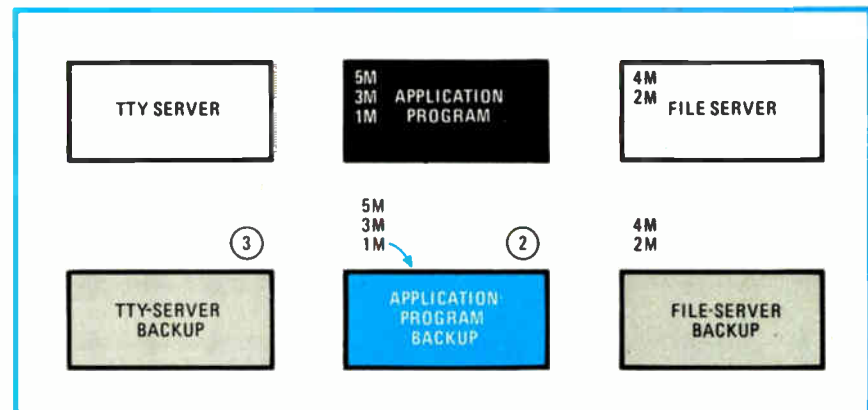 TTY SERVER
5M
3M
1M
APPLICATION
PROGRAM
4M
2M
FILE SERVER
3
5M
3M
1M
2
4M
2M
TTY-SERVER
BACKUP
APPLICATION
PROGRAM
BACKUP
FILE-SERVER
BACKUP